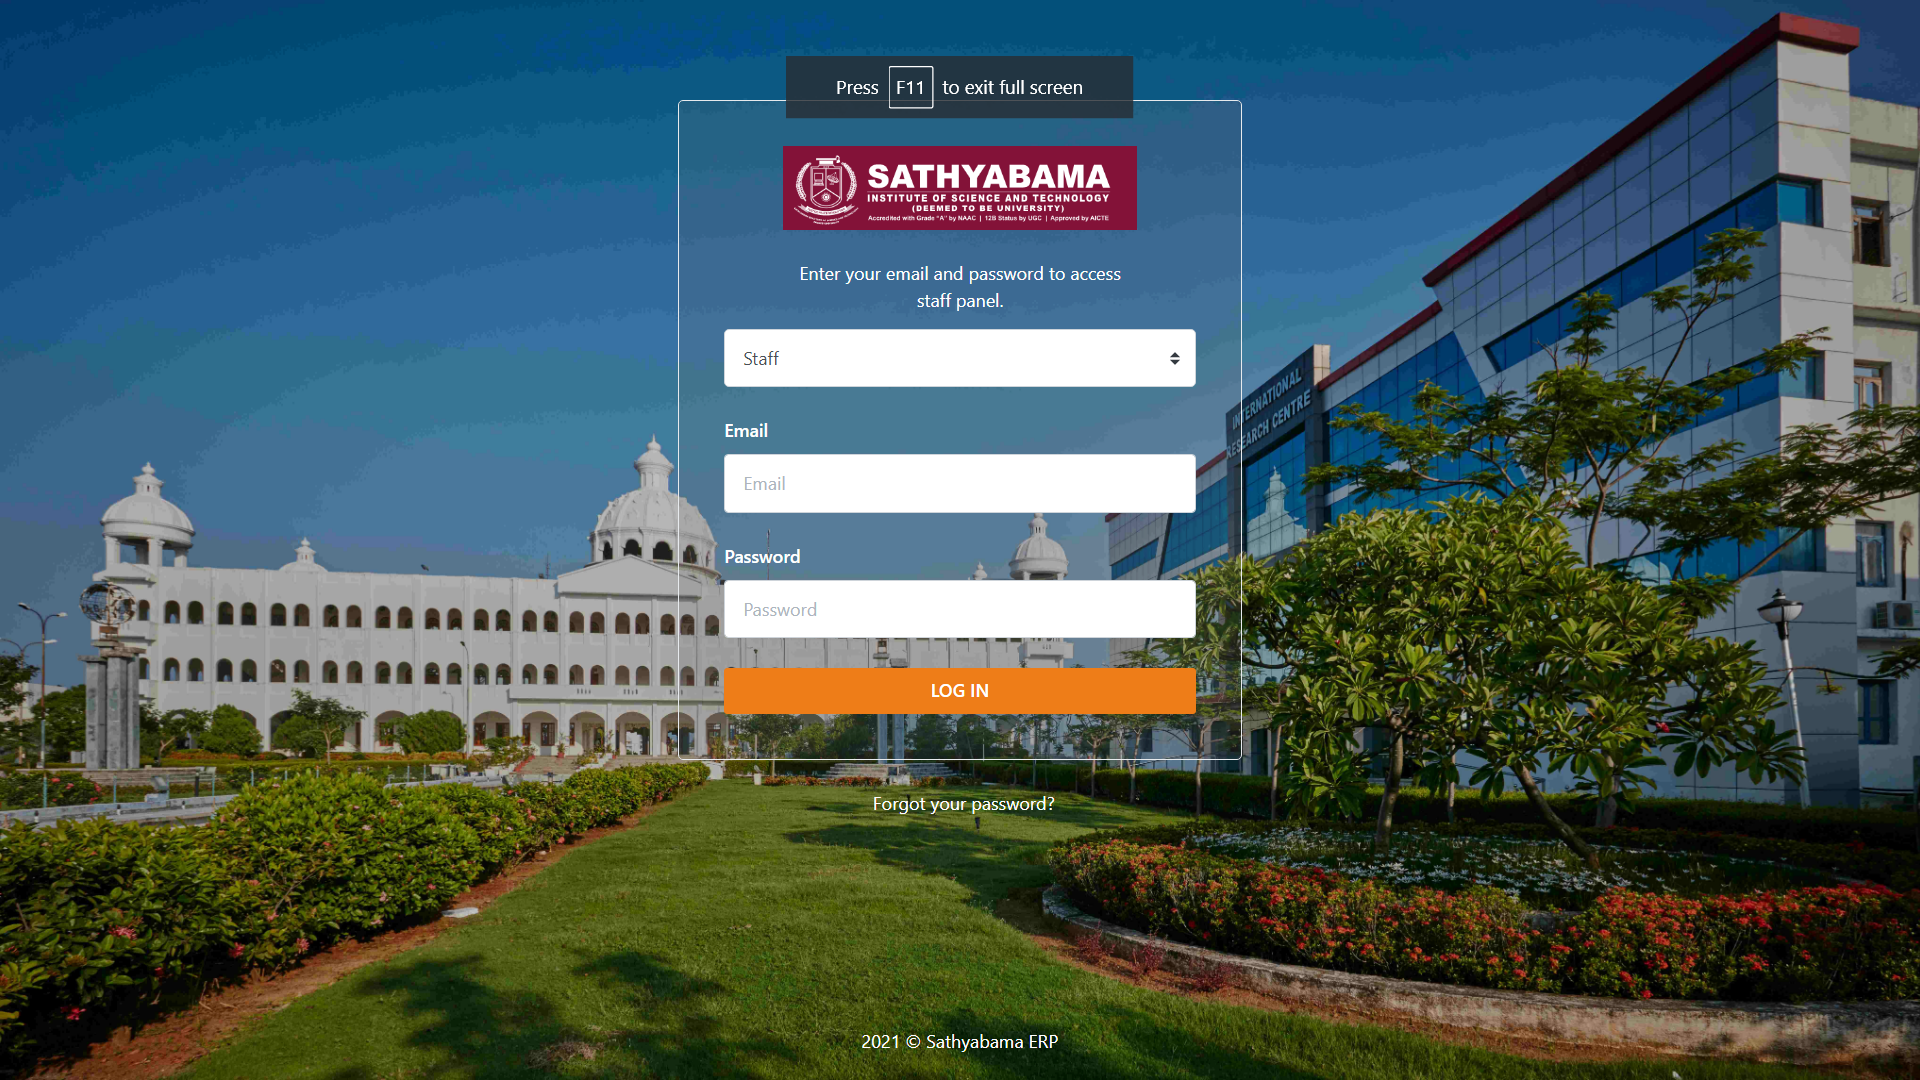 Press F11 to exit full screen
SATHYABAMA
INSTITUTE OF SCIENCE AND TECHNOLOGY
(DEEMED TO BE UNIVERSITY)
Accredited with Grade "A" by NAAC | 12B Status by UGC | Approved by AICTE
Enter your email and password to access
staff panel.
Staff
Email
Email
Password
Password
LOG IN
Forgot your password?
INTERNATIONAL
RESEARCH CENTRE
2021 © Sathyabama ERP